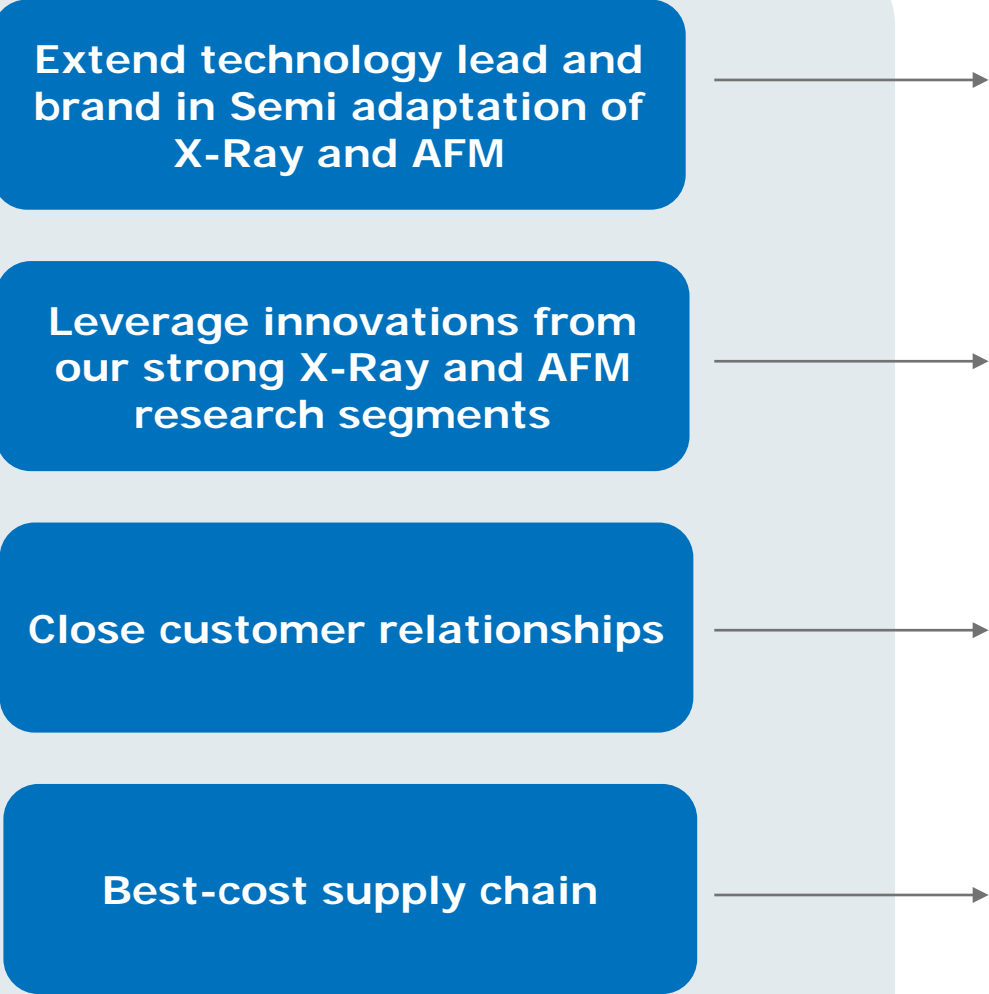 Extend technology lead and
brand in Semi adaptation of
X-Ray and AFM
Leverage innovations from
our strong X-Ray and AFM
research segments
Close customer relationships
Best-cost supply chain